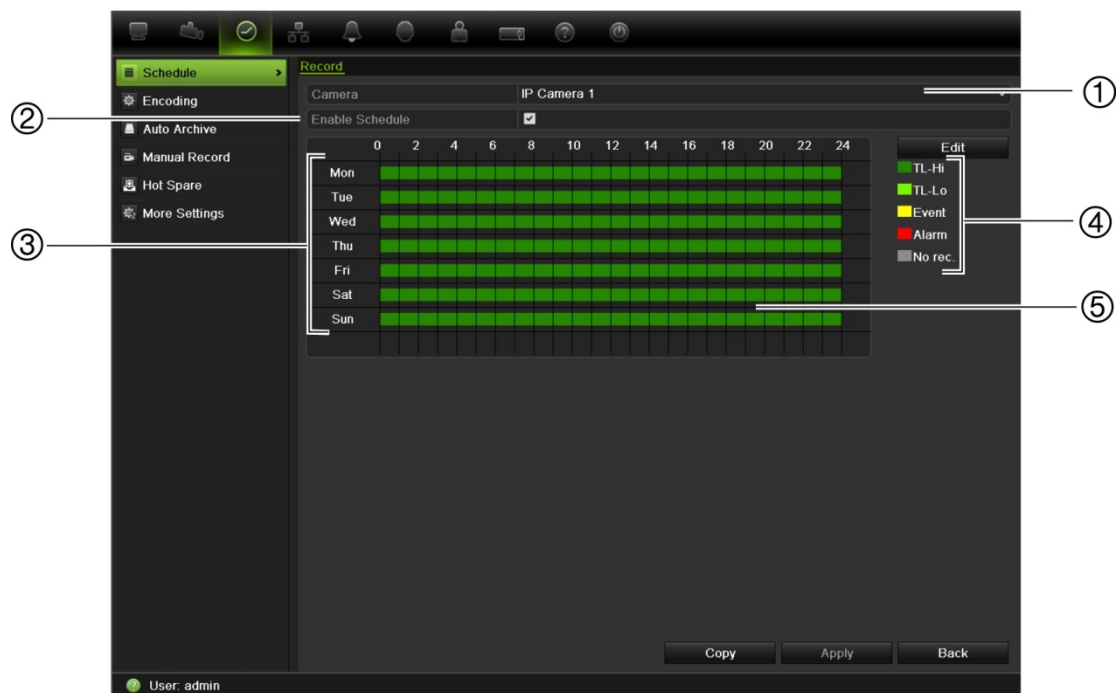 Schedule
Encoding
Auto Archive
Manual Record
Hot Spare
More Settings
Record
Camera IP Camera 1
Enable Schedule
0 2 4 6 8 10 12 14 16 18 20 22 24
Mon
Tue
Wed
Thu
Fri
Sat
Sun
Edit
TL-Hi
TL-Lo
Event
Alarm
No rec.
①
②
③
④
⑤
Copy Apply Back
User: admin